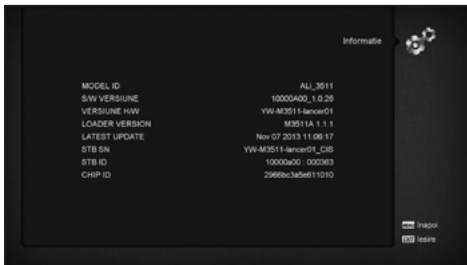 Informatie
MODEL ID ALi_3511
S/W VERSIUNE 10000A00_1.0.26
VERSIUNE H/W YW-M3511-lancer01
LOADER VERSION M3511A 1.1.1
LATEST UPDATE Nov 07 2013 11:06:17
STB SN YW-M3511-lancer01_CIS
STB ID 10000a00 : 000363
CHIP ID 2966bc3a5e611010
MENU Inapoi
EXIT Iesire